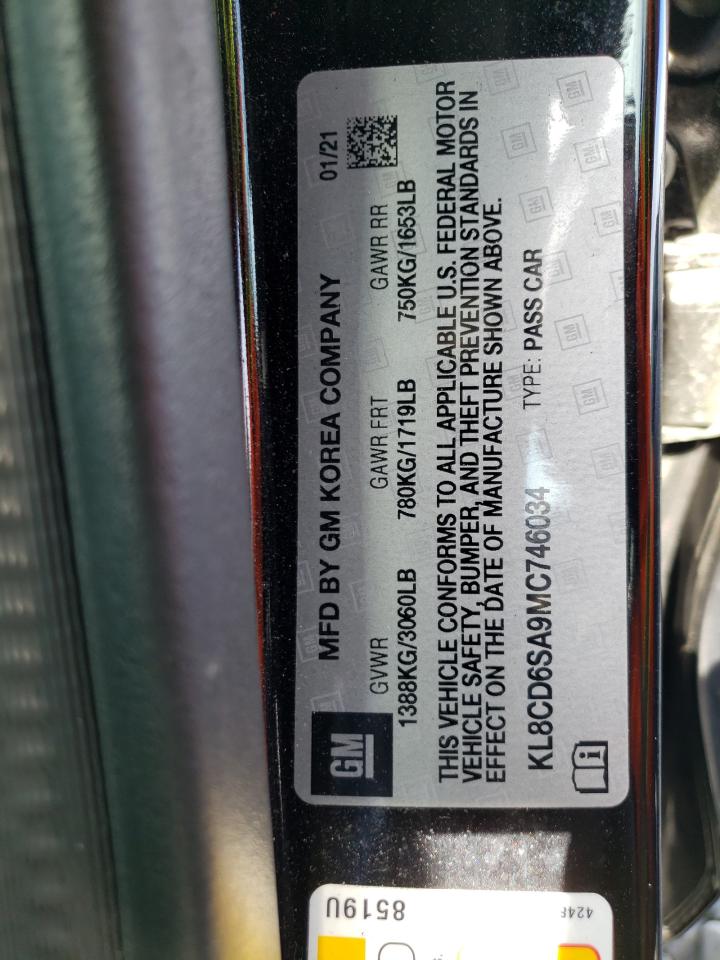 GM
MFD BY GM KOREA COMPANY 01/21
GVWR GAWR FRT GAWR RR
1388KG/3060LB 780KG/1719LB 750KG/1653LB
THIS VEHICLE CONFORMS TO ALL APPLICABLE U.S. FEDERAL MOTOR
VEHICLE SAFETY, BUMPER, AND THEFT PREVENTION STANDARDS IN
EFFECT ON THE DATE OF MANUFACTURE SHOWN ABOVE.
KL8CD6SA9MC746034 TYPE: PASS CAR
8519U
4248